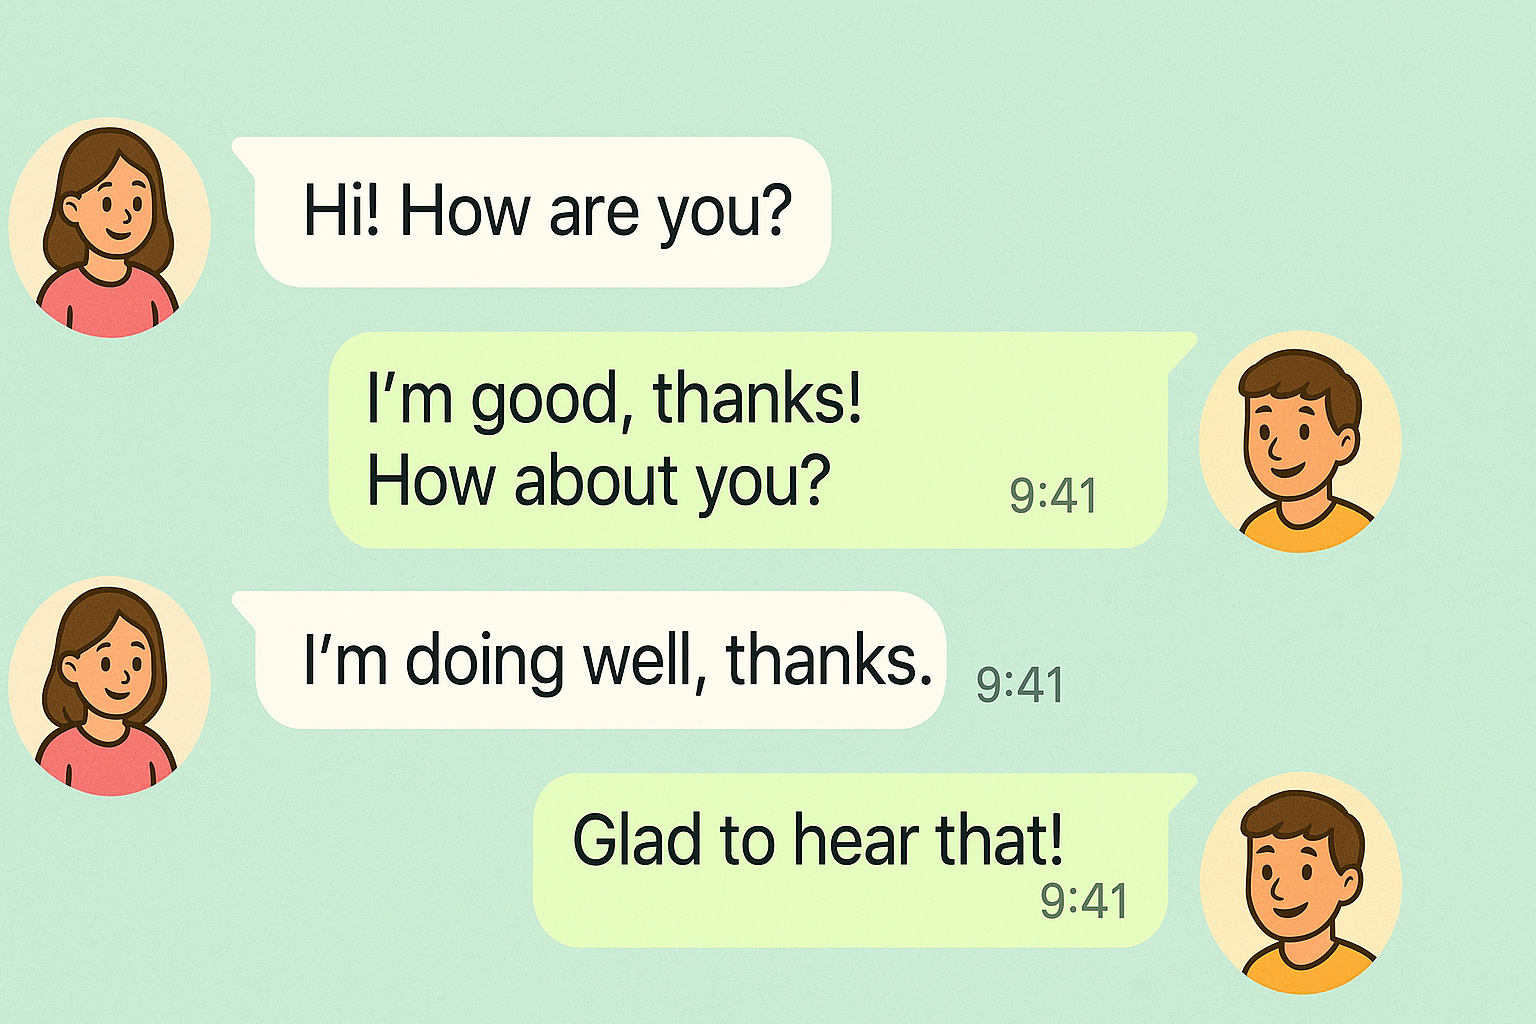 Hi! How are you?
I’m good, thanks!
How about you?
9:41
I’m doing well, thanks.
9:41
Glad to hear that!
9:41